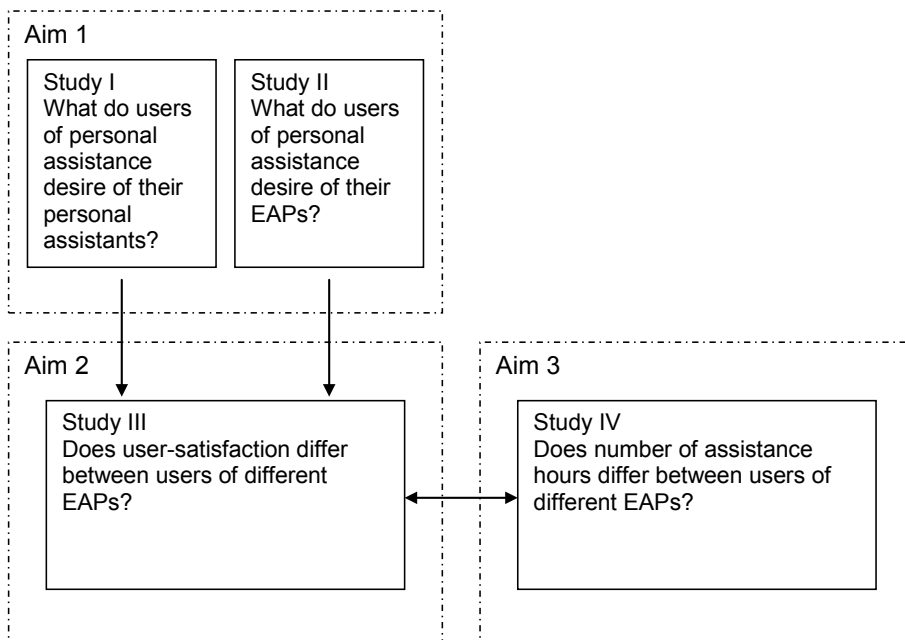 Aim 1
Study I
What do users
of personal
assistance
desire of their
personal
assistants?
Study II
What do users
of personal
assistance
desire of their
EAPs?
Aim 2
Study III
Does user-satisfaction differ
between users of different
EAPs?
Aim 3
Study IV
Does number of assistance
hours differ between users of
different EAPs?